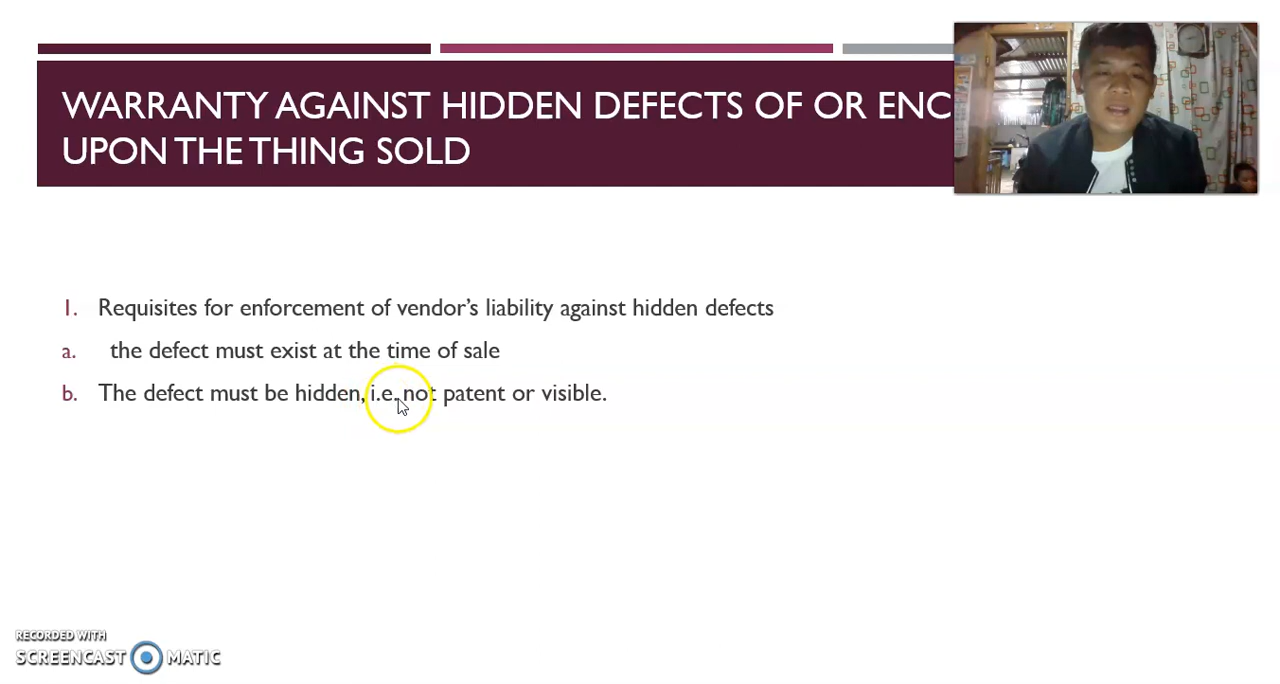 WARRANTY AGAINST HIDDEN DEFECTS OF OR ENC
UPON THE THING SOLD
1. Requisites for enforcement of vendor's liability against hidden defects
a. the defect must exist at the time of sale
b. The defect must be hidden, i.e. not patent or visible.
RECORDED WITH
SCREENCAST MATIC